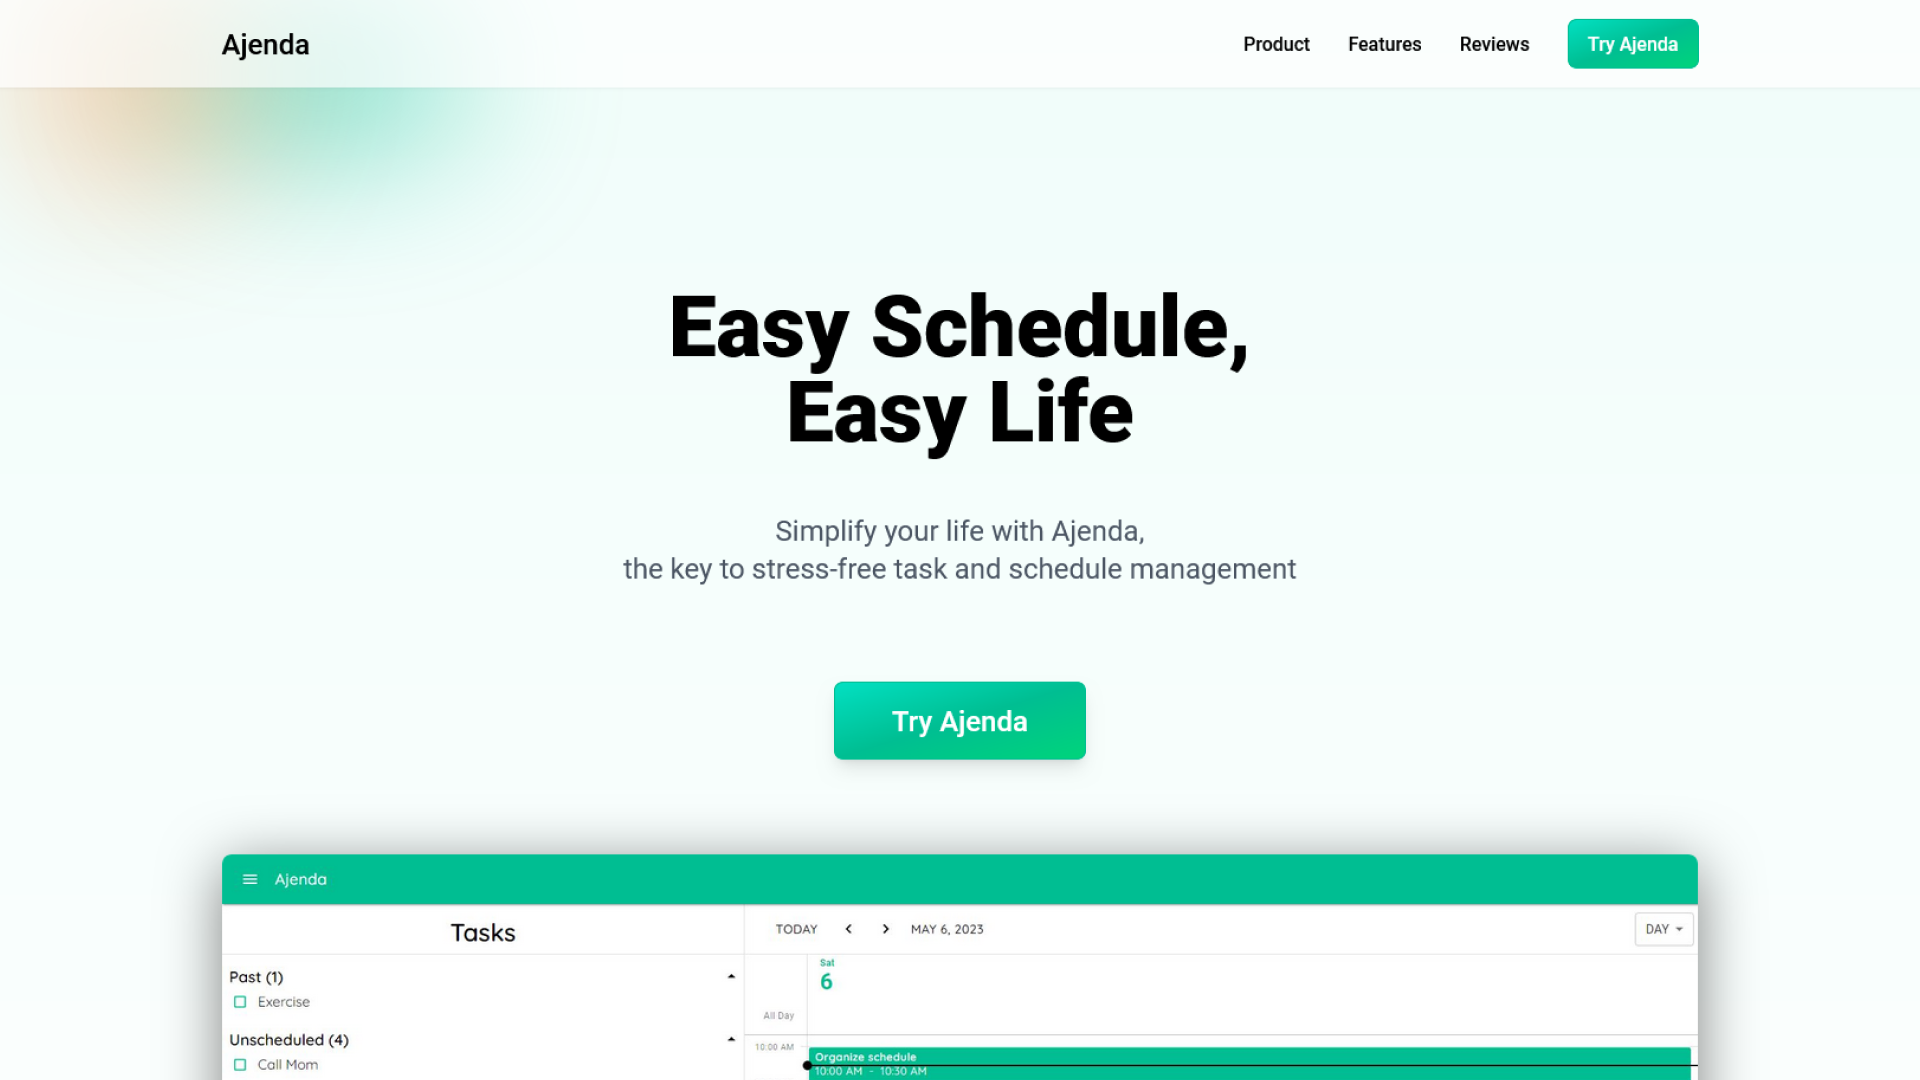 Ajenda
Product
Features
Reviews
Try Ajenda
Easy Schedule,
Easy Life
Simplify your life with Ajenda,
the key to stress-free task and schedule management
Try Ajenda
Ajenda
Tasks
Past (1)
Exercise
Unscheduled (4)
Call Mom
TODAY
MAY 6, 2023
DAY
Sat
6
All Day
10:00 AM
Organize schedule
10:00 AM - 10:30 AM